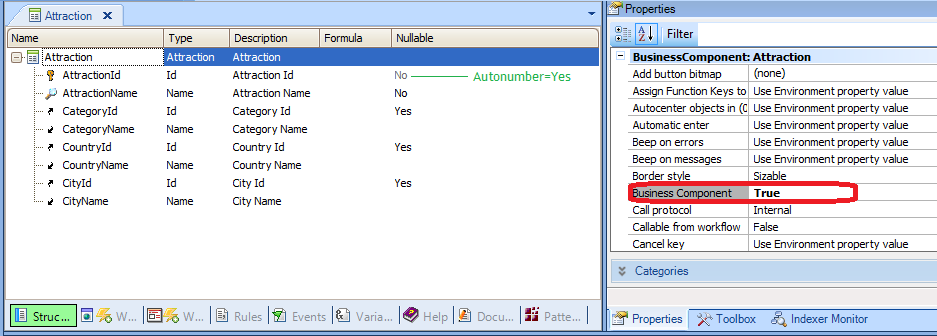 Attraction
Name Type Description Formula Nullable
Attraction Attraction Attraction
AttractionId Id Attraction Id No Autonumber=Yes
AttractionName Name Attraction Name No
CategoryId Id Category Id Yes
CategoryName Name Category Name
CountryId Id Country Id Yes
CountryName Name Country Name
CityId Id City Id Yes
CityName Name City Name
Struc... W... W... Rules Events Varia... Help Docu... Patte...
Properties
Filter
BusinessComponent: Attraction
Add button bitmap (none)
Assign Function Keys to Use Environment property value
Autocenter objects in (0 Use Environment property value
Automatic enter Use Environment property value
Beep on errors Use Environment property value
Beep on messages Use Environment property value
Border style Sizable
Business Component True
Call protocol Internal
Callable from workflow False
Cancel key Use Environment property value
Categories
Properties Toolbox Indexer Monitor